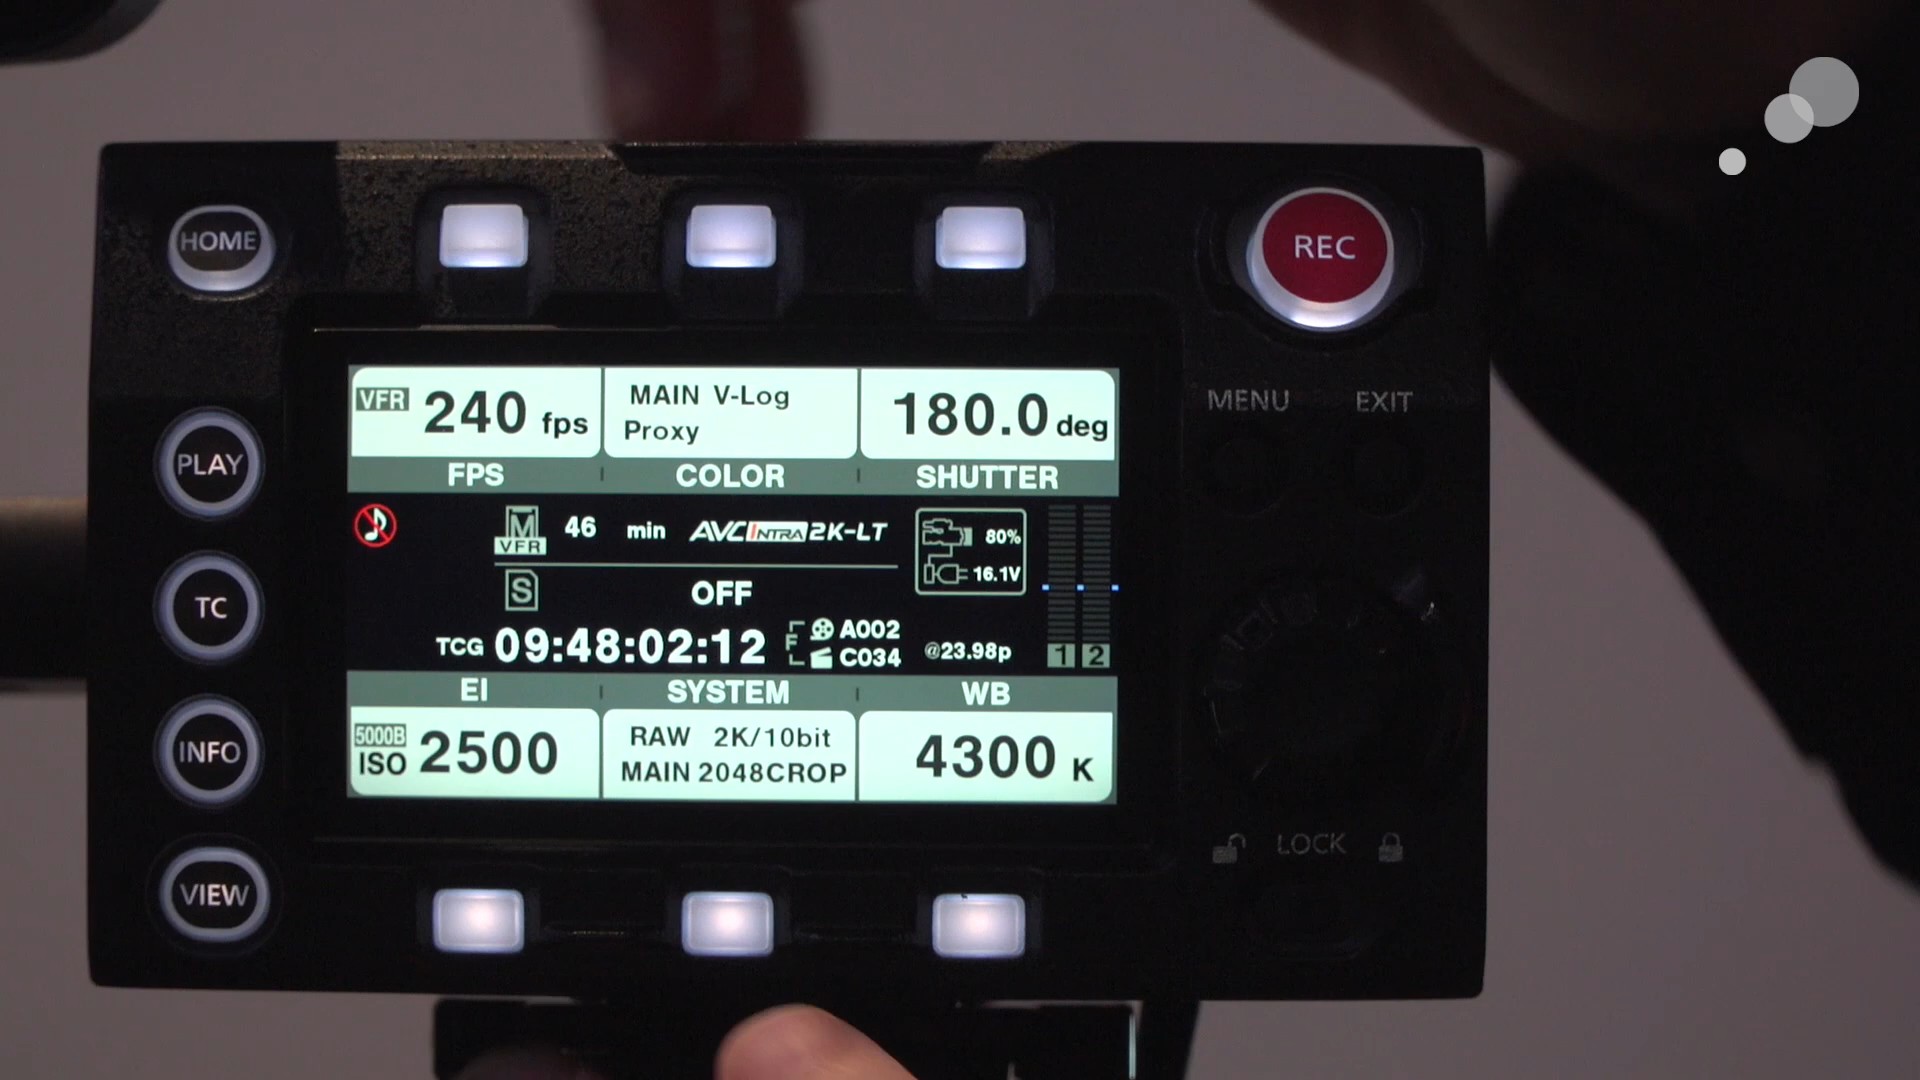 HOME
REC
MENU EXIT
PLAY
TC
INFO
VIEW
VFR 240 fps
MAIN V-Log
Proxy
180.0 deg
FPS COLOR SHUTTER
M VFR 46 min AVC INTRA 2K-LT
80%
16.1V
S OFF
TCG 09:48:02:12
F A002
C034
@23.98p
1 2
EI SYSTEM WB
5000B
ISO 2500
RAW 2K/10bit
MAIN 2048CROP
4300 K
LOCK